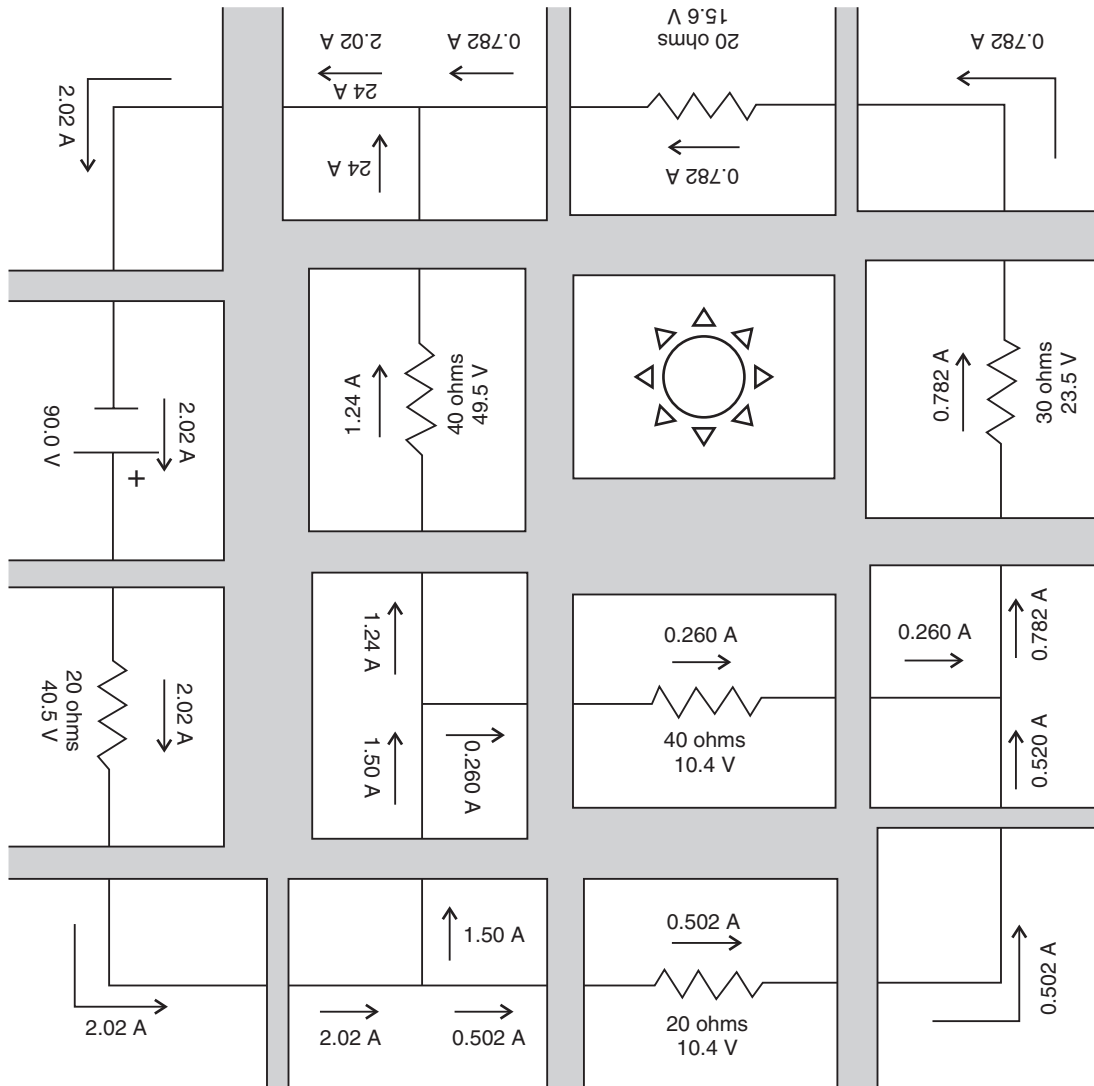 2.02 A
2.02 A
24 A
0.782 A
24 A
20 ohms
15.6 V
0.782 A
0.782 A
90.0 V
+
2.02 A
1.24 A
40 ohms
49.5 V
0.782 A
30 ohms
23.5 V
20 ohms
40.5 V
2.02 A
1.24 A
1.50 A
0.260 A
0.260 A
40 ohms
10.4 V
0.260 A
0.782 A
0.520 A
2.02 A
1.50 A
2.02 A
0.502 A
0.502 A
20 ohms
10.4 V
0.502 A